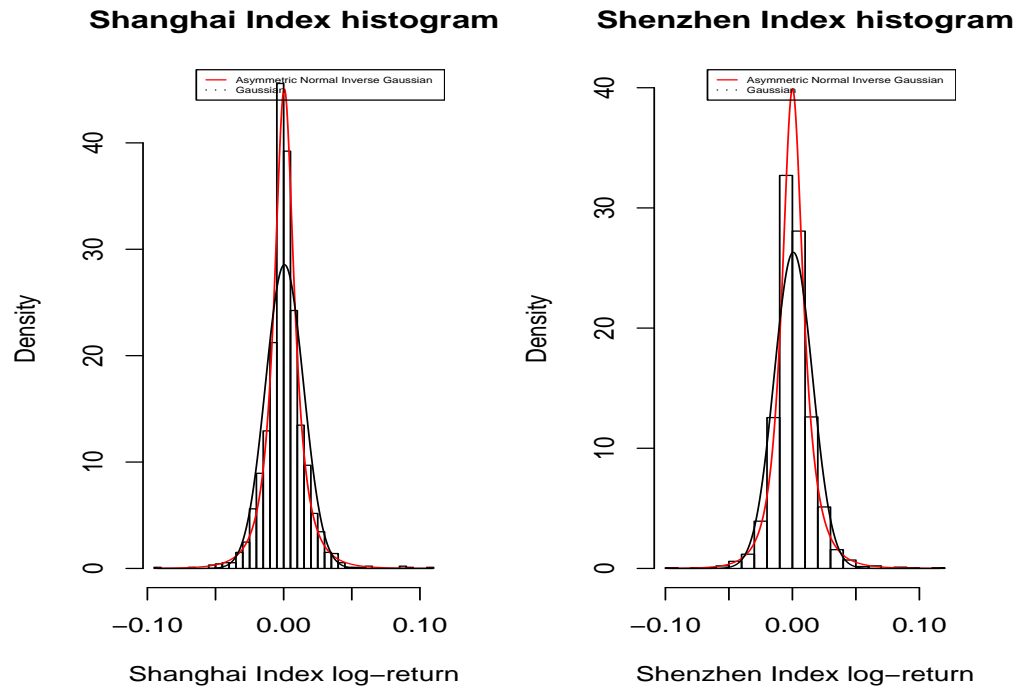 Shanghai Index histogram
Asymmetric Normal Inverse Gaussian
Gaussian
Density
0
10
20
30
40
−0.10
0.00
0.10
Shanghai Index log−return
Shenzhen Index histogram
Asymmetric Normal Inverse Gaussian
Gaussian
Density
0
10
20
30
40
−0.10
0.00
0.10
Shenzhen Index log−return